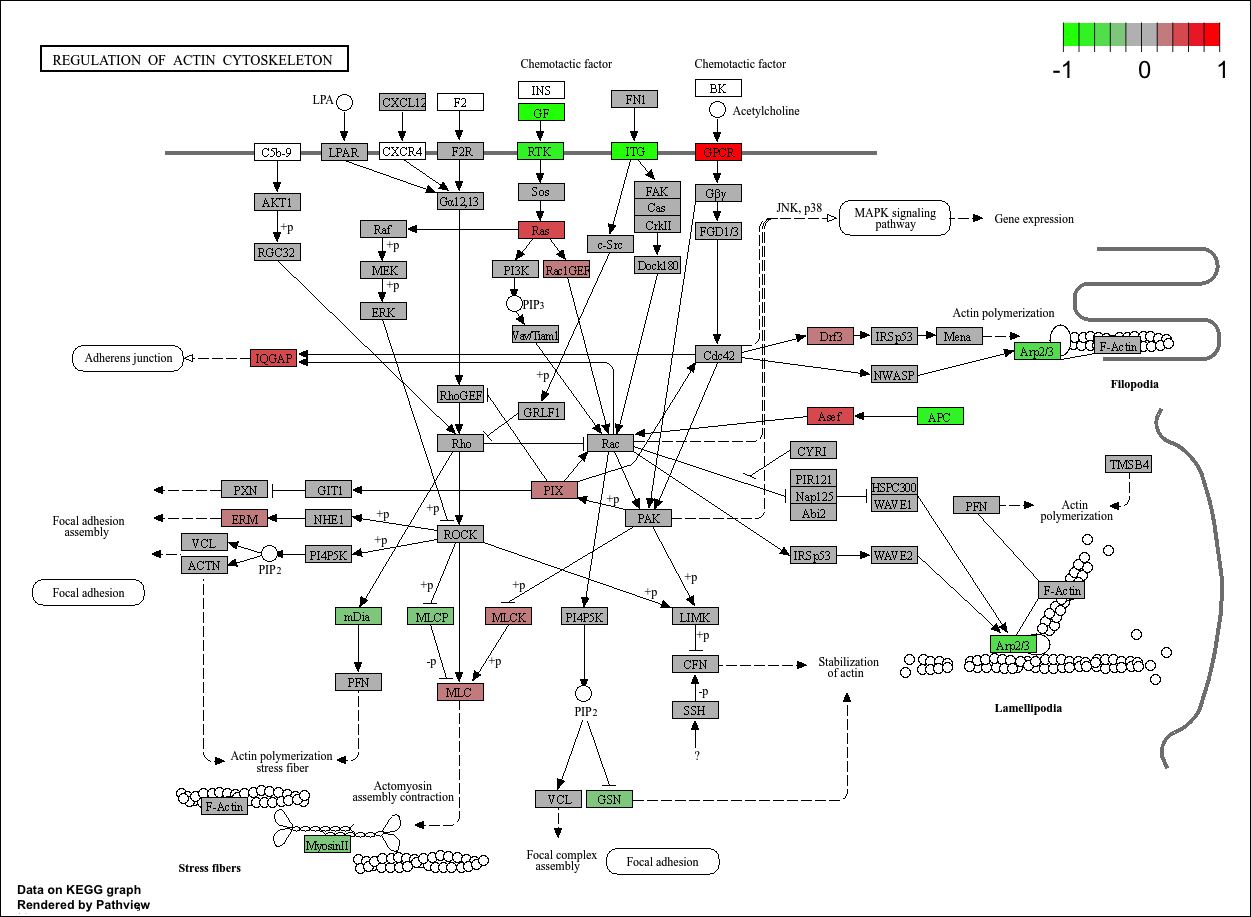 REGULATION OF ACTIN CYTOSKELETON
-1 0 1
Chemotactic factor
Chemotactic factor
INS
BK
LPA
CXCL12
F2
GF
FN1
Acetylcholine
C5b-9
LPAR
CXCR4
F2R
RTK
ITG
GPCR
AKT1
Gα12,13
Sos
FAK
Cas
CrkII
Gβγ
JNK, p38
MAPK signaling
pathway
Gene expression
+p
Raf
Ras
FGD1/3
RGC32
+p
c-Src
MEK
PI3K
Rac1GEF
Dock180
+p
ERK
PIP3
Vav/Tiam1
Actin polymerization
Drf3
IRSp53
Mena
Adherens junction
IQGAP
Cdc42
Arp2/3
F-Actin
NWASP
+p
Filopodia
RhoGEF
GRLF1
Asef
APC
Rho
Rac
CYRI
TMSB4
PXN
GIT1
PIX
PIR121
Nap125
Abi2
HSPC300
WAVE1
+p
PFN
Actin
polymerization
Focal adhesion
assembly
ERM
NHE1
+p
+p
PAK
ROCK
VCL
ACTN
PIP2
PI4P5K
+p
IRSp53
WAVE2
Focal adhesion
+p
+p
+p
+p
F-Actin
mDia
MLCP
MLCK
PI4P5K
LIMK
+p
Arp2/3
-p
+p
CFN
Stabilization
of actin
PFN
MLC
-p
SSH
Lamellipodia
PIP2
?
Actin polymerization
stress fiber
Actomyosin
assembly contraction
F-Actin
VCL
GSN
MyosinII
Stress fibers
Focal complex
assembly
Focal adhesion
Data on KEGG graph
Rendered by Pathview